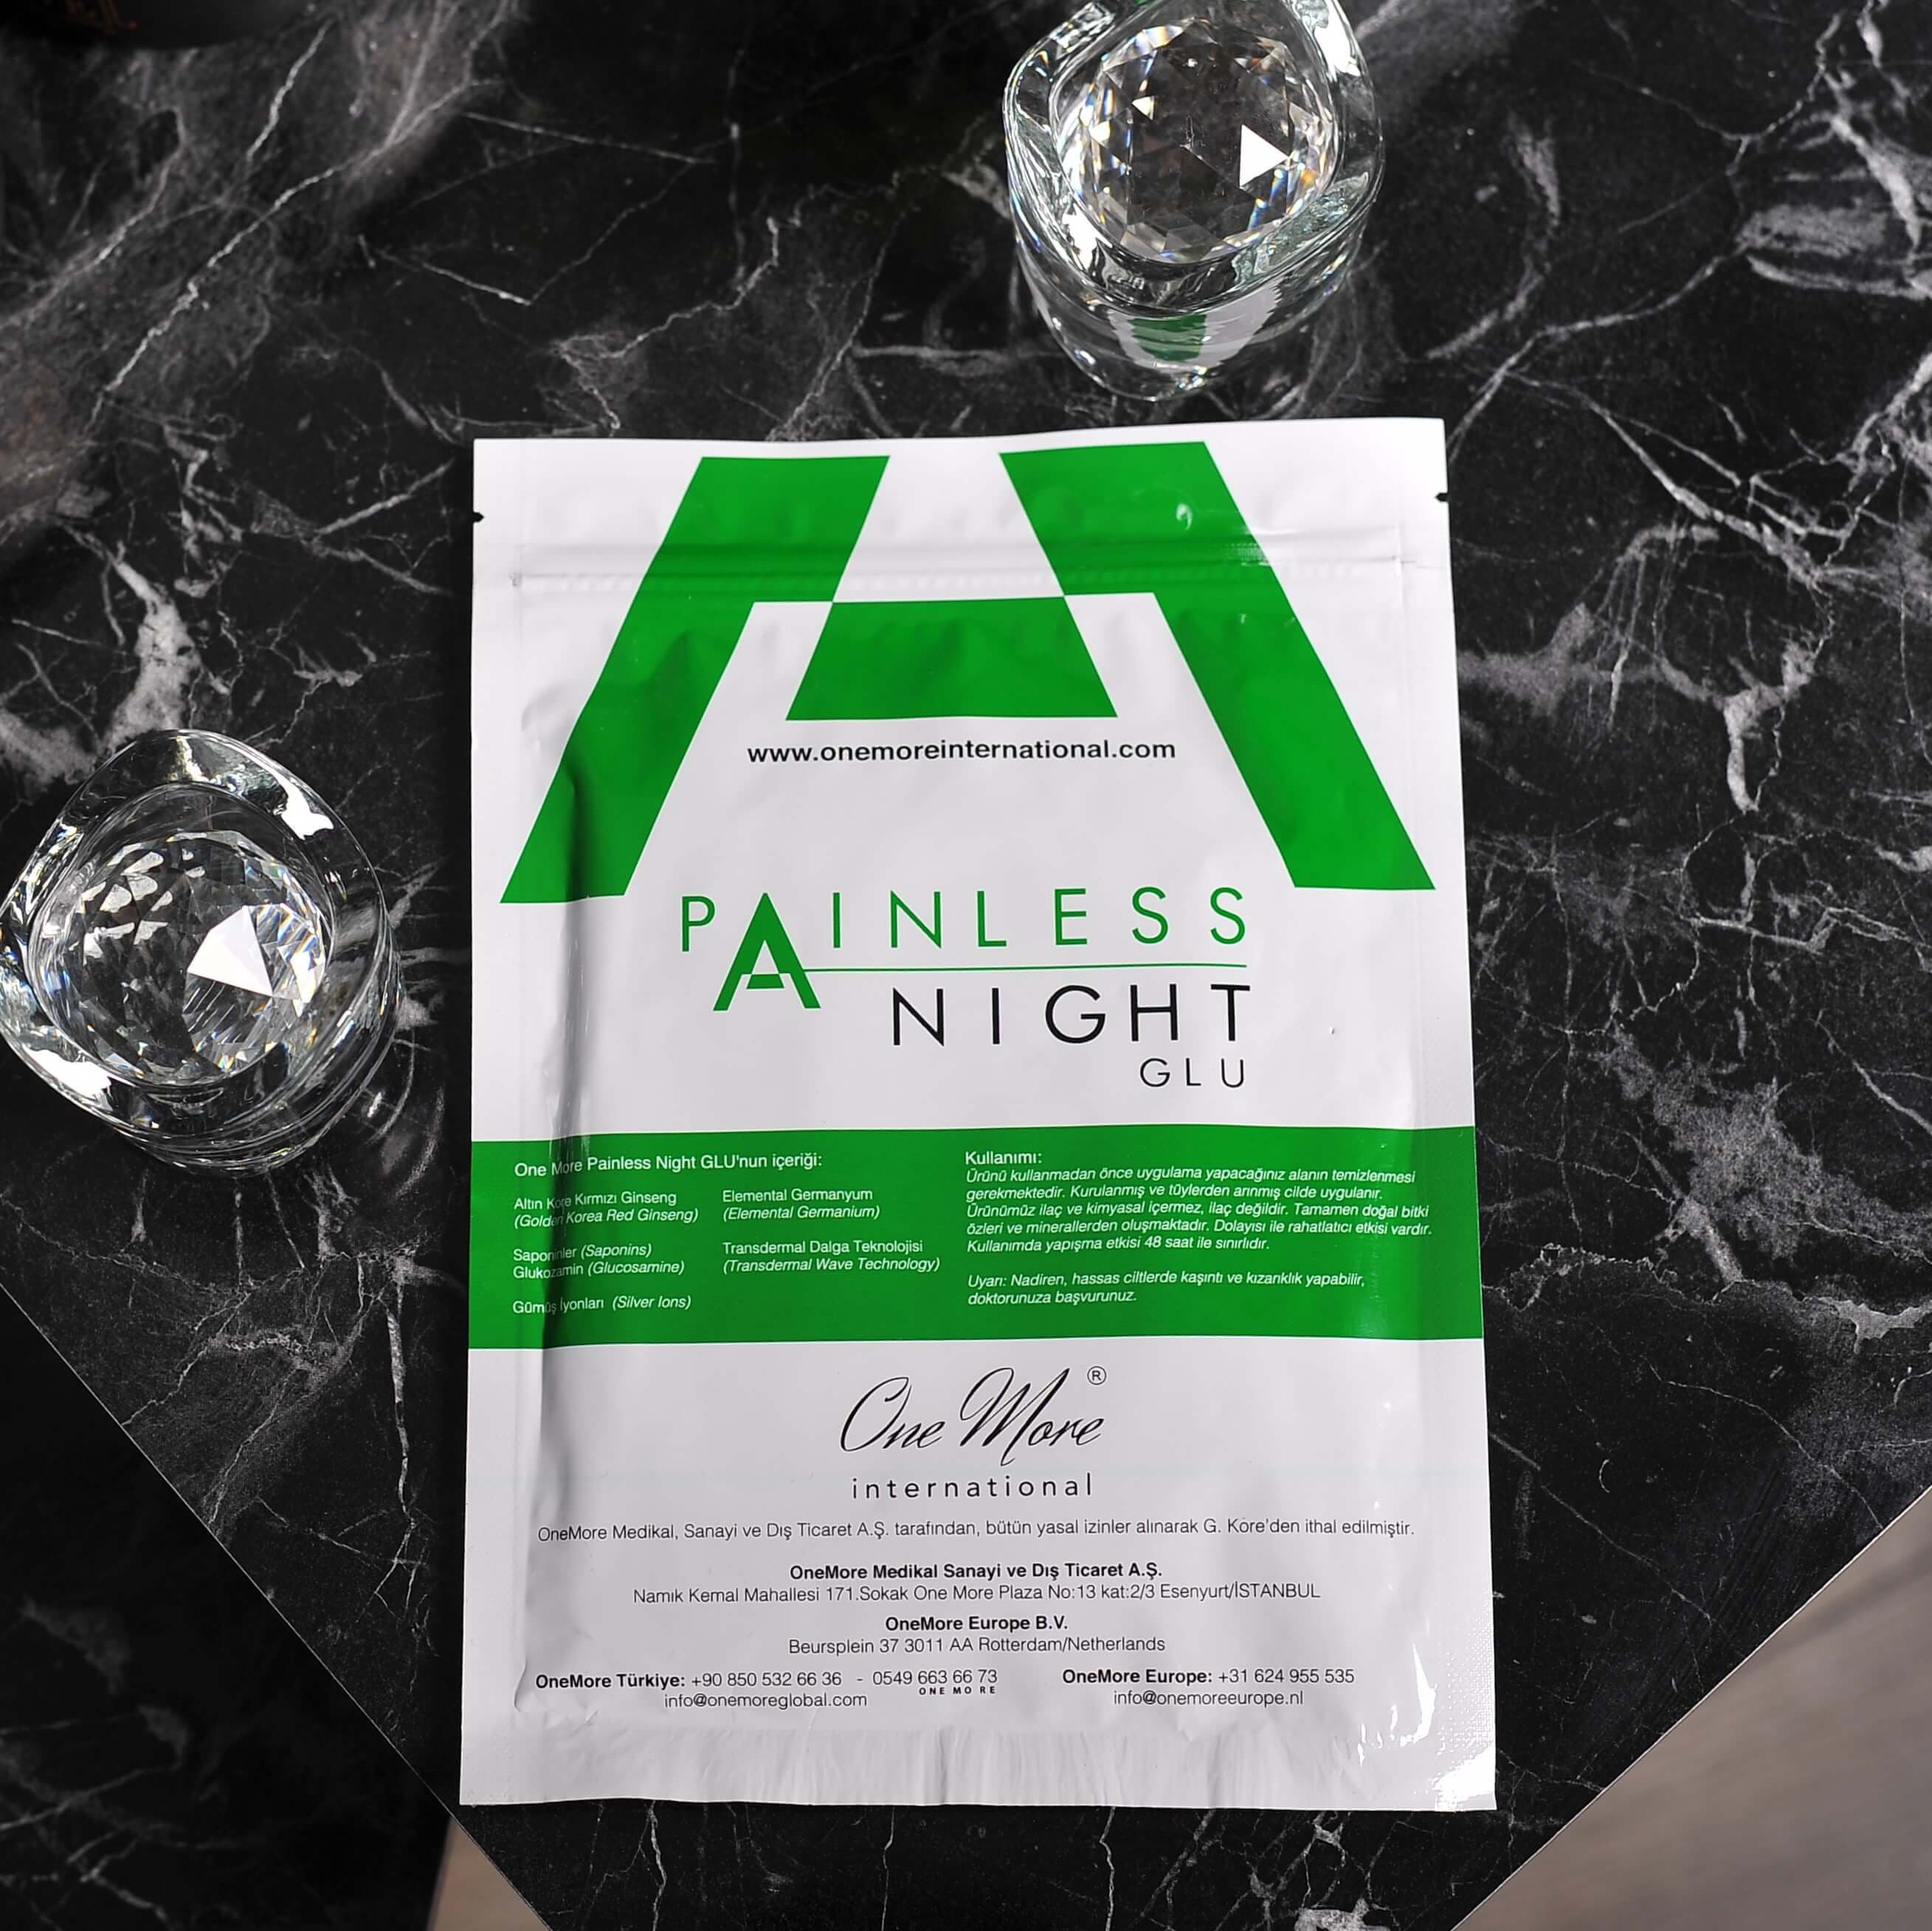 www.onemoreinternational.com
PAINLESS
NIGHT
GLU
One More Painless Night GLU'nun içeriği:
Altın Kore Kırmızı Ginseng
(Golden Korea Red Ginseng)
Saponinler (Saponins)
Glukozamin (Glucosamine)
Gümüş İyonları (Silver Ions)
Elemental Germanyum
(Elemental Germanium)
Transdermal Dalga Teknolojisi
(Transdermal Wave Technology)
Kullanımı:
Ürünü kullanmadan önce uygulama yapacağınız alanın temizlenmesi
gerekmektedir. Kurulanmış ve tüylerden arınmış cilde uygulanır.
Ürünümüz ilaç ve kimyasal içermez, ilaç değildir. Tamamen doğal bitki
özleri ve minerallerden oluşmaktadır. Dolayısı ile rahatlatıcı etkisi vardır.
Kullanımda yapışma etkisi 48 saat ile sınırlıdır.
Uyarı: Nadiren, hassas ciltlerde kaşıntı ve kızarıklık yapabilir,
doktorunuza başvurunuz.
One More ®
international
OneMore Medikal, Sanayi ve Dış Ticaret A.Ş. tarafından, bütün yasal izinler alınarak G. Kore'den ithal edilmiştir.
OneMore Medikal Sanayi ve Dış Ticaret A.Ş.
Namık Kemal Mahallesi 171.Sokak One More Plaza No:13 kat:2/3 Esenyurt/İSTANBUL
OneMore Europe B.V.
Beursplein 37 3011 AA Rotterdam/Netherlands
OneMore Türkiye: +90 850 532 66 36 - 0549 663 66 73
ONE MO RE
info@onemoreglobal.com
OneMore Europe: +31 624 955 535
info@onemoreeurope.nl